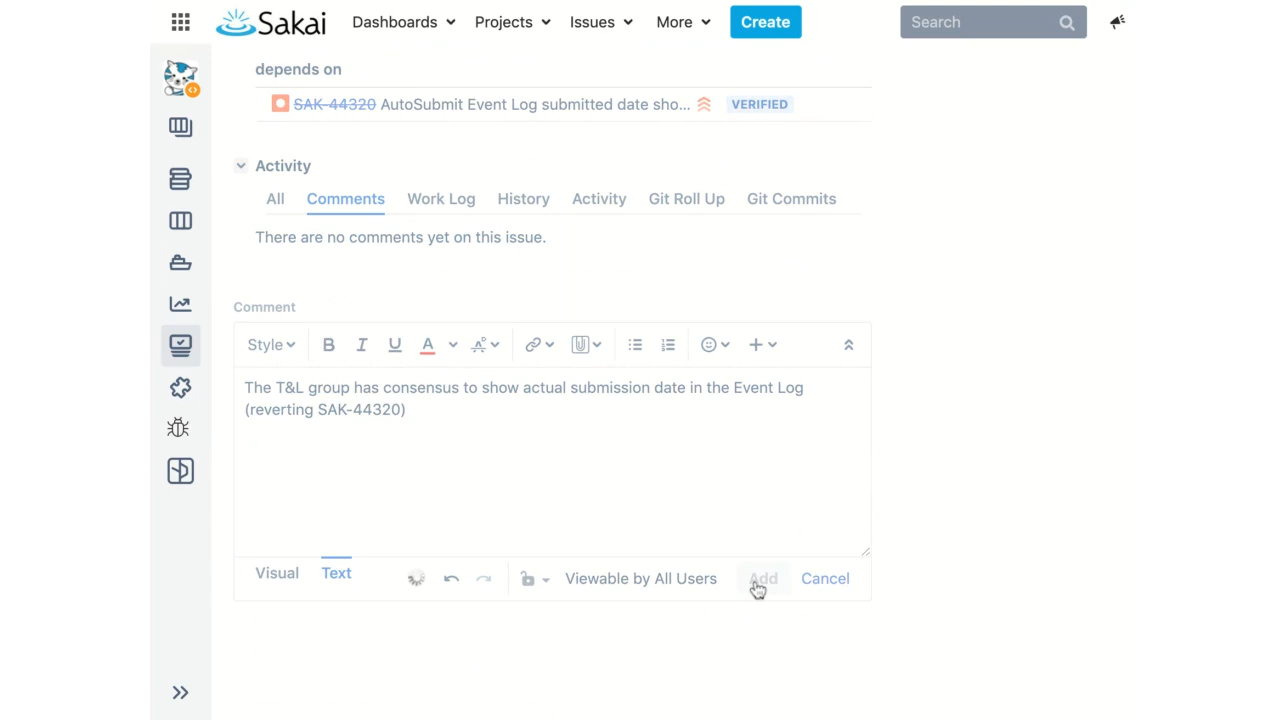 Sakai Dashboards Projects Issues More Create Search
depends on
SAK-44320 AutoSubmit Event Log submitted date sho... VERIFIED
Activity
All Comments Work Log History Activity Git Roll Up Git Commits
There are no comments yet on this issue.
Comment
Style B I U A
The T&L group has consensus to show actual submission date in the Event Log
(reverting SAK-44320)
Visual Text Viewable by All Users Add Cancel